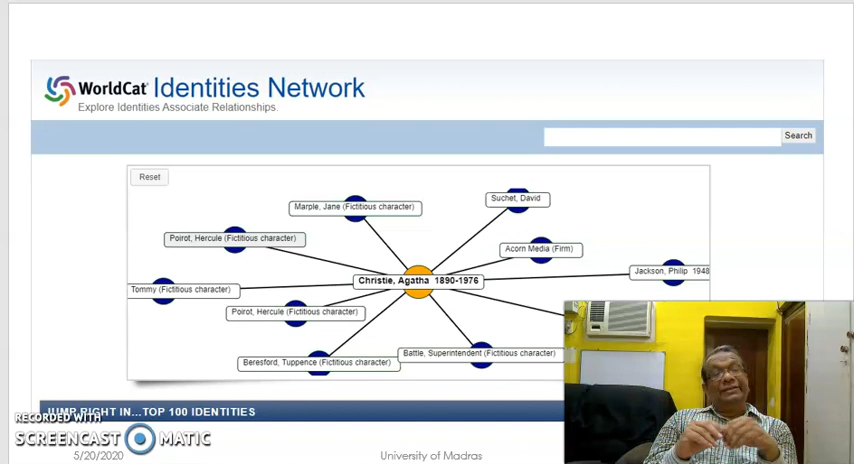 WorldCat Identities Network
Explore Identities Associate Relationships.
Search
Reset
Marple, Jane (Fictitious character)
Suchet, David
Poirot, Hercule (Fictitious character)
Acorn Media (Firm)
Jackson, Philip 1948
Christie, Agatha 1890-1976
Tommy (Fictitious character)
Poirot, Hercule (Fictitious character)
Battle, Superintendent (Fictitious character)
Beresford, Tuppence (Fictitious character)
JUMP RIGHT IN...TOP 100 IDENTITIES
RECORDED WITH
SCREENCAST MATIC
5/20/2020
University of Madras